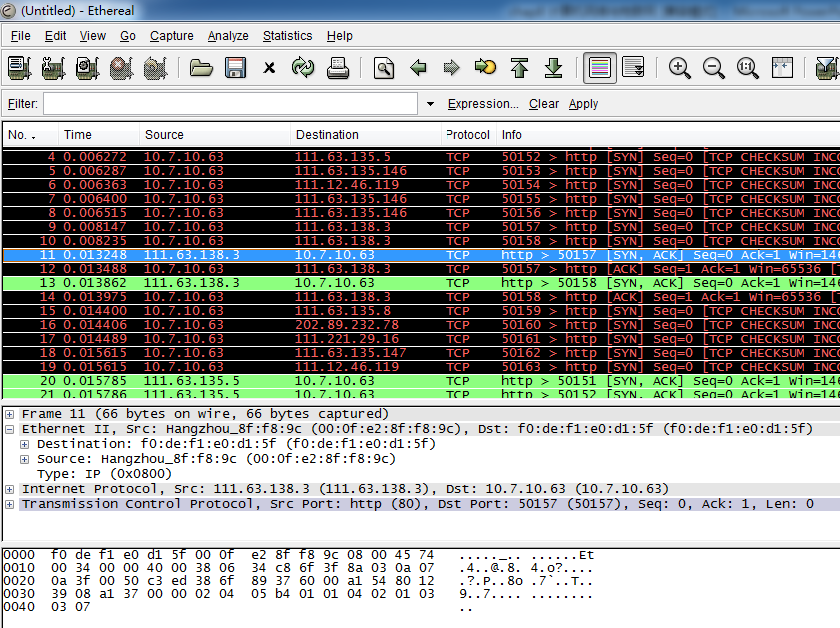 (Untitled) - Ethereal
File Edit View Go Capture Analyze Statistics Help
Filter: Expression... Clear Apply
No. . Time Source Destination Protocol Info
4 0.006272 10.7.10.63 111.63.135.5 TCP 50152 > http [SYN] Seq=0 [TCP CHECKSUM INCO
5 0.006287 10.7.10.63 111.63.135.146 TCP 50153 > http [SYN] Seq=0 [TCP CHECKSUM INCO
6 0.006363 10.7.10.63 111.12.46.119 TCP 50154 > http [SYN] Seq=0 [TCP CHECKSUM INCO
7 0.006400 10.7.10.63 111.63.135.146 TCP 50155 > http [SYN] Seq=0 [TCP CHECKSUM INCO
8 0.006515 10.7.10.63 111.63.135.146 TCP 50156 > http [SYN] Seq=0 [TCP CHECKSUM INCO
9 0.008147 10.7.10.63 111.63.138.3 TCP 50157 > http [SYN] Seq=0 [TCP CHECKSUM INCO
10 0.008235 10.7.10.63 111.63.138.3 TCP 50158 > http [SYN] Seq=0 [TCP CHECKSUM INCO
11 0.013248 111.63.138.3 10.7.10.63 TCP http > 50157 [SYN, ACK] Seq=0 Ack=1 Win=146
12 0.013488 10.7.10.63 111.63.138.3 TCP 50157 > http [ACK] Seq=1 Ack=1 Win=65536 [T
13 0.013862 111.63.138.3 10.7.10.63 TCP http > 50158 [SYN, ACK] Seq=0 Ack=1 Win=146
14 0.013975 10.7.10.63 111.63.138.3 TCP 50158 > http [ACK] Seq=1 Ack=1 Win=65536 [T
15 0.014400 10.7.10.63 111.63.135.8 TCP 50159 > http [SYN] Seq=0 [TCP CHECKSUM INCO
16 0.014406 10.7.10.63 202.89.232.78 TCP 50160 > http [SYN] Seq=0 [TCP CHECKSUM INCO
17 0.014489 10.7.10.63 111.221.29.16 TCP 50161 > http [SYN] Seq=0 [TCP CHECKSUM INCO
18 0.015615 10.7.10.63 111.63.135.147 TCP 50162 > http [SYN] Seq=0 [TCP CHECKSUM INCO
19 0.015615 10.7.10.63 111.12.46.119 TCP 50163 > http [SYN] Seq=0 [TCP CHECKSUM INCO
20 0.015785 111.63.135.5 10.7.10.63 TCP http > 50151 [SYN, ACK] Seq=0 Ack=1 Win=146
21 0.015786 111.63.135.5 10.7.10.63 TCP http > 50152 [SYN, ACK] Seq=0 Ack=1 Win=146
Frame 11 (66 bytes on wire, 66 bytes captured)
Ethernet II, Src: Hangzhou_8f:f8:9c (00:0f:e2:8f:f8:9c), Dst: f0:de:f1:e0:d1:5f (f0:de:f1:e0:d1:5f)
Destination: f0:de:f1:e0:d1:5f (f0:de:f1:e0:d1:5f)
Source: Hangzhou_8f:f8:9c (00:0f:e2:8f:f8:9c)
Type: IP (0x0800)
Internet Protocol, Src: 111.63.138.3 (111.63.138.3), Dst: 10.7.10.63 (10.7.10.63)
Transmission Control Protocol, Src Port: http (80), Dst Port: 50157 (50157), Seq: 0, Ack: 1, Len: 0
0000 f0 de f1 e0 d1 5f 00 0f e2 8f f8 9c 08 00 45 74 ....._.. ......Et
0010 00 34 00 00 40 00 38 06 34 c8 6f 3f 8a 03 0a 07 .4..@.8. 4.o?....
0020 0a 3f 00 50 c3 ed 38 6f 89 37 60 00 a1 54 80 12 .?.P..8o .7`..T..
0030 39 08 a1 37 00 00 02 04 05 b4 01 01 04 02 01 03 9..7.... ........
0040 03 07 ..